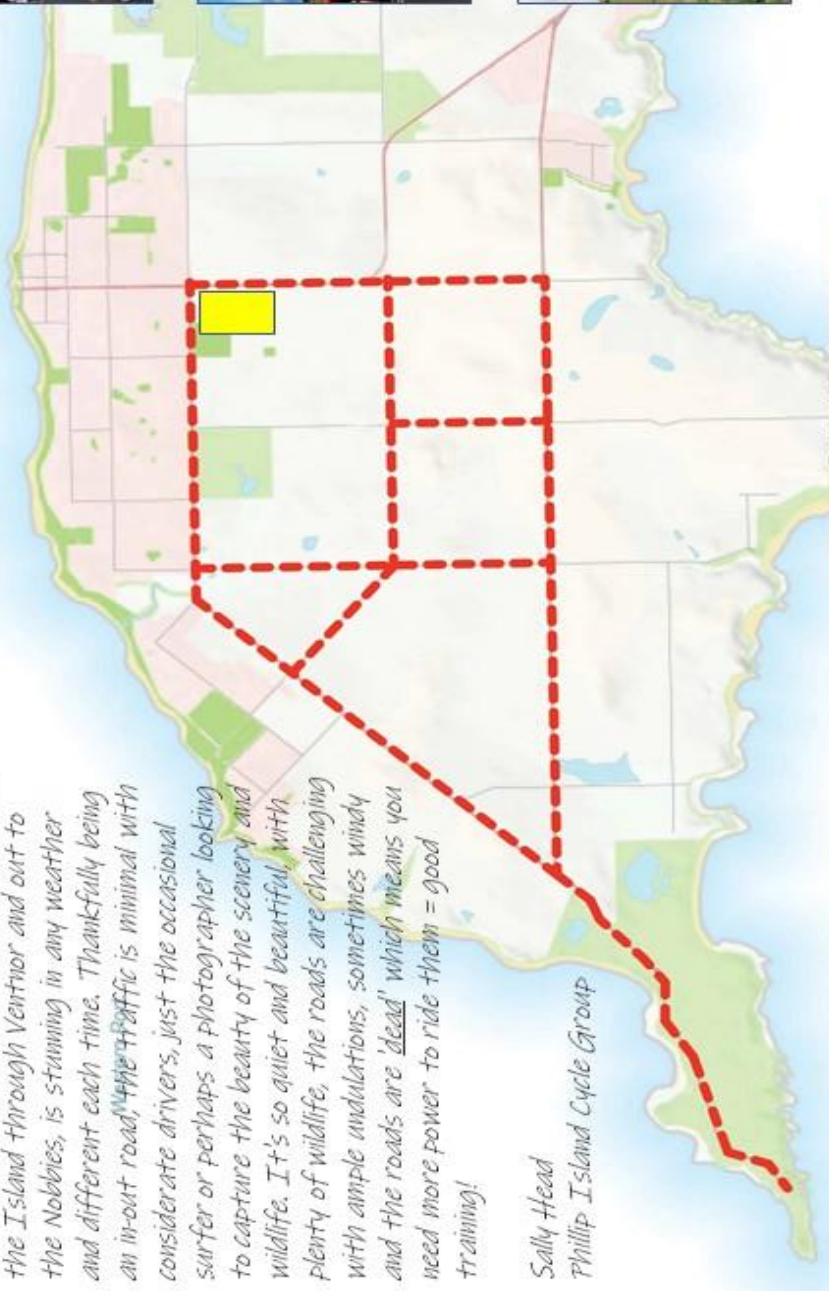 the Island through Ventnor and out to
the Nobbies, is stunning in any weather
and different each time. Thankfully being
an in-out road, the traffic is minimal with
considerate drivers, just the occasional
surfer or perhaps a photographer looking
to capture the beauty of the scenery and
wildlife. It's so quiet and beautiful, with
plenty of wildlife, the roads are challenging
with ample undulations, sometimes windy
and the roads are 'dead' which means you
need more power to ride them = good
training!
Sally Head
Phillip Island Cycle Group